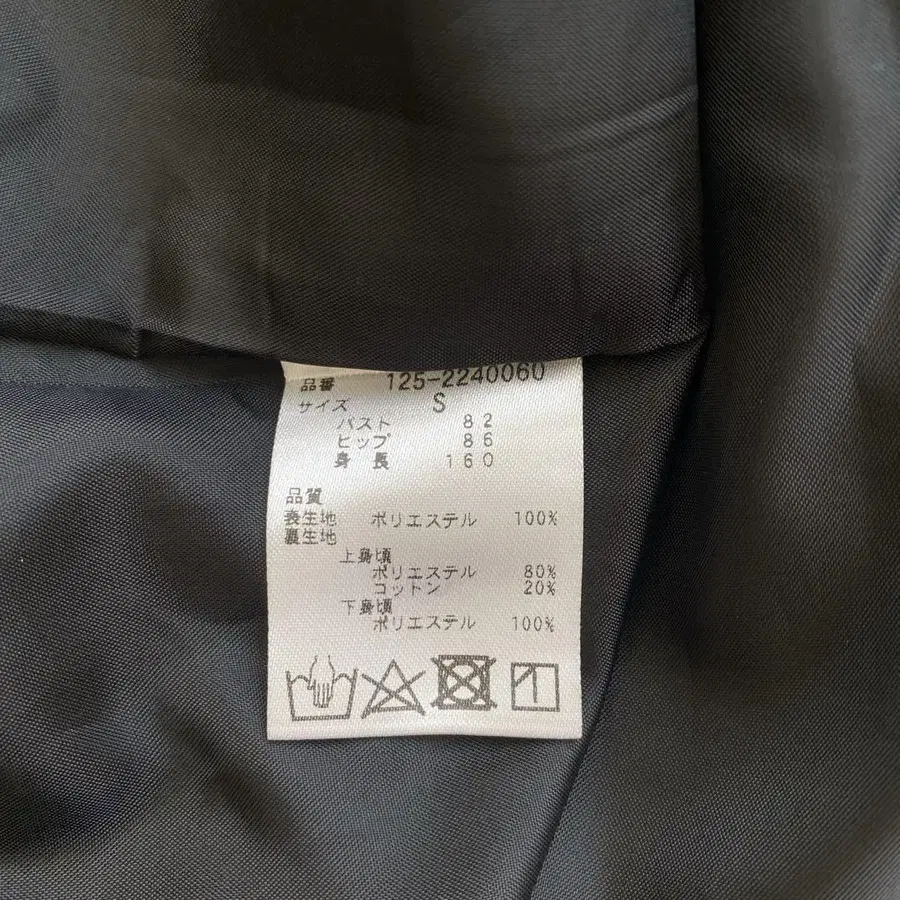 品番 125-2240060
サイズ S
バスト 82
ヒップ 86
身長 160
品質
表生地 ポリエステル 100%
裏生地
上身頃
ポリエステル 80%
コットン 20%
下身頃
ポリエステル 100%